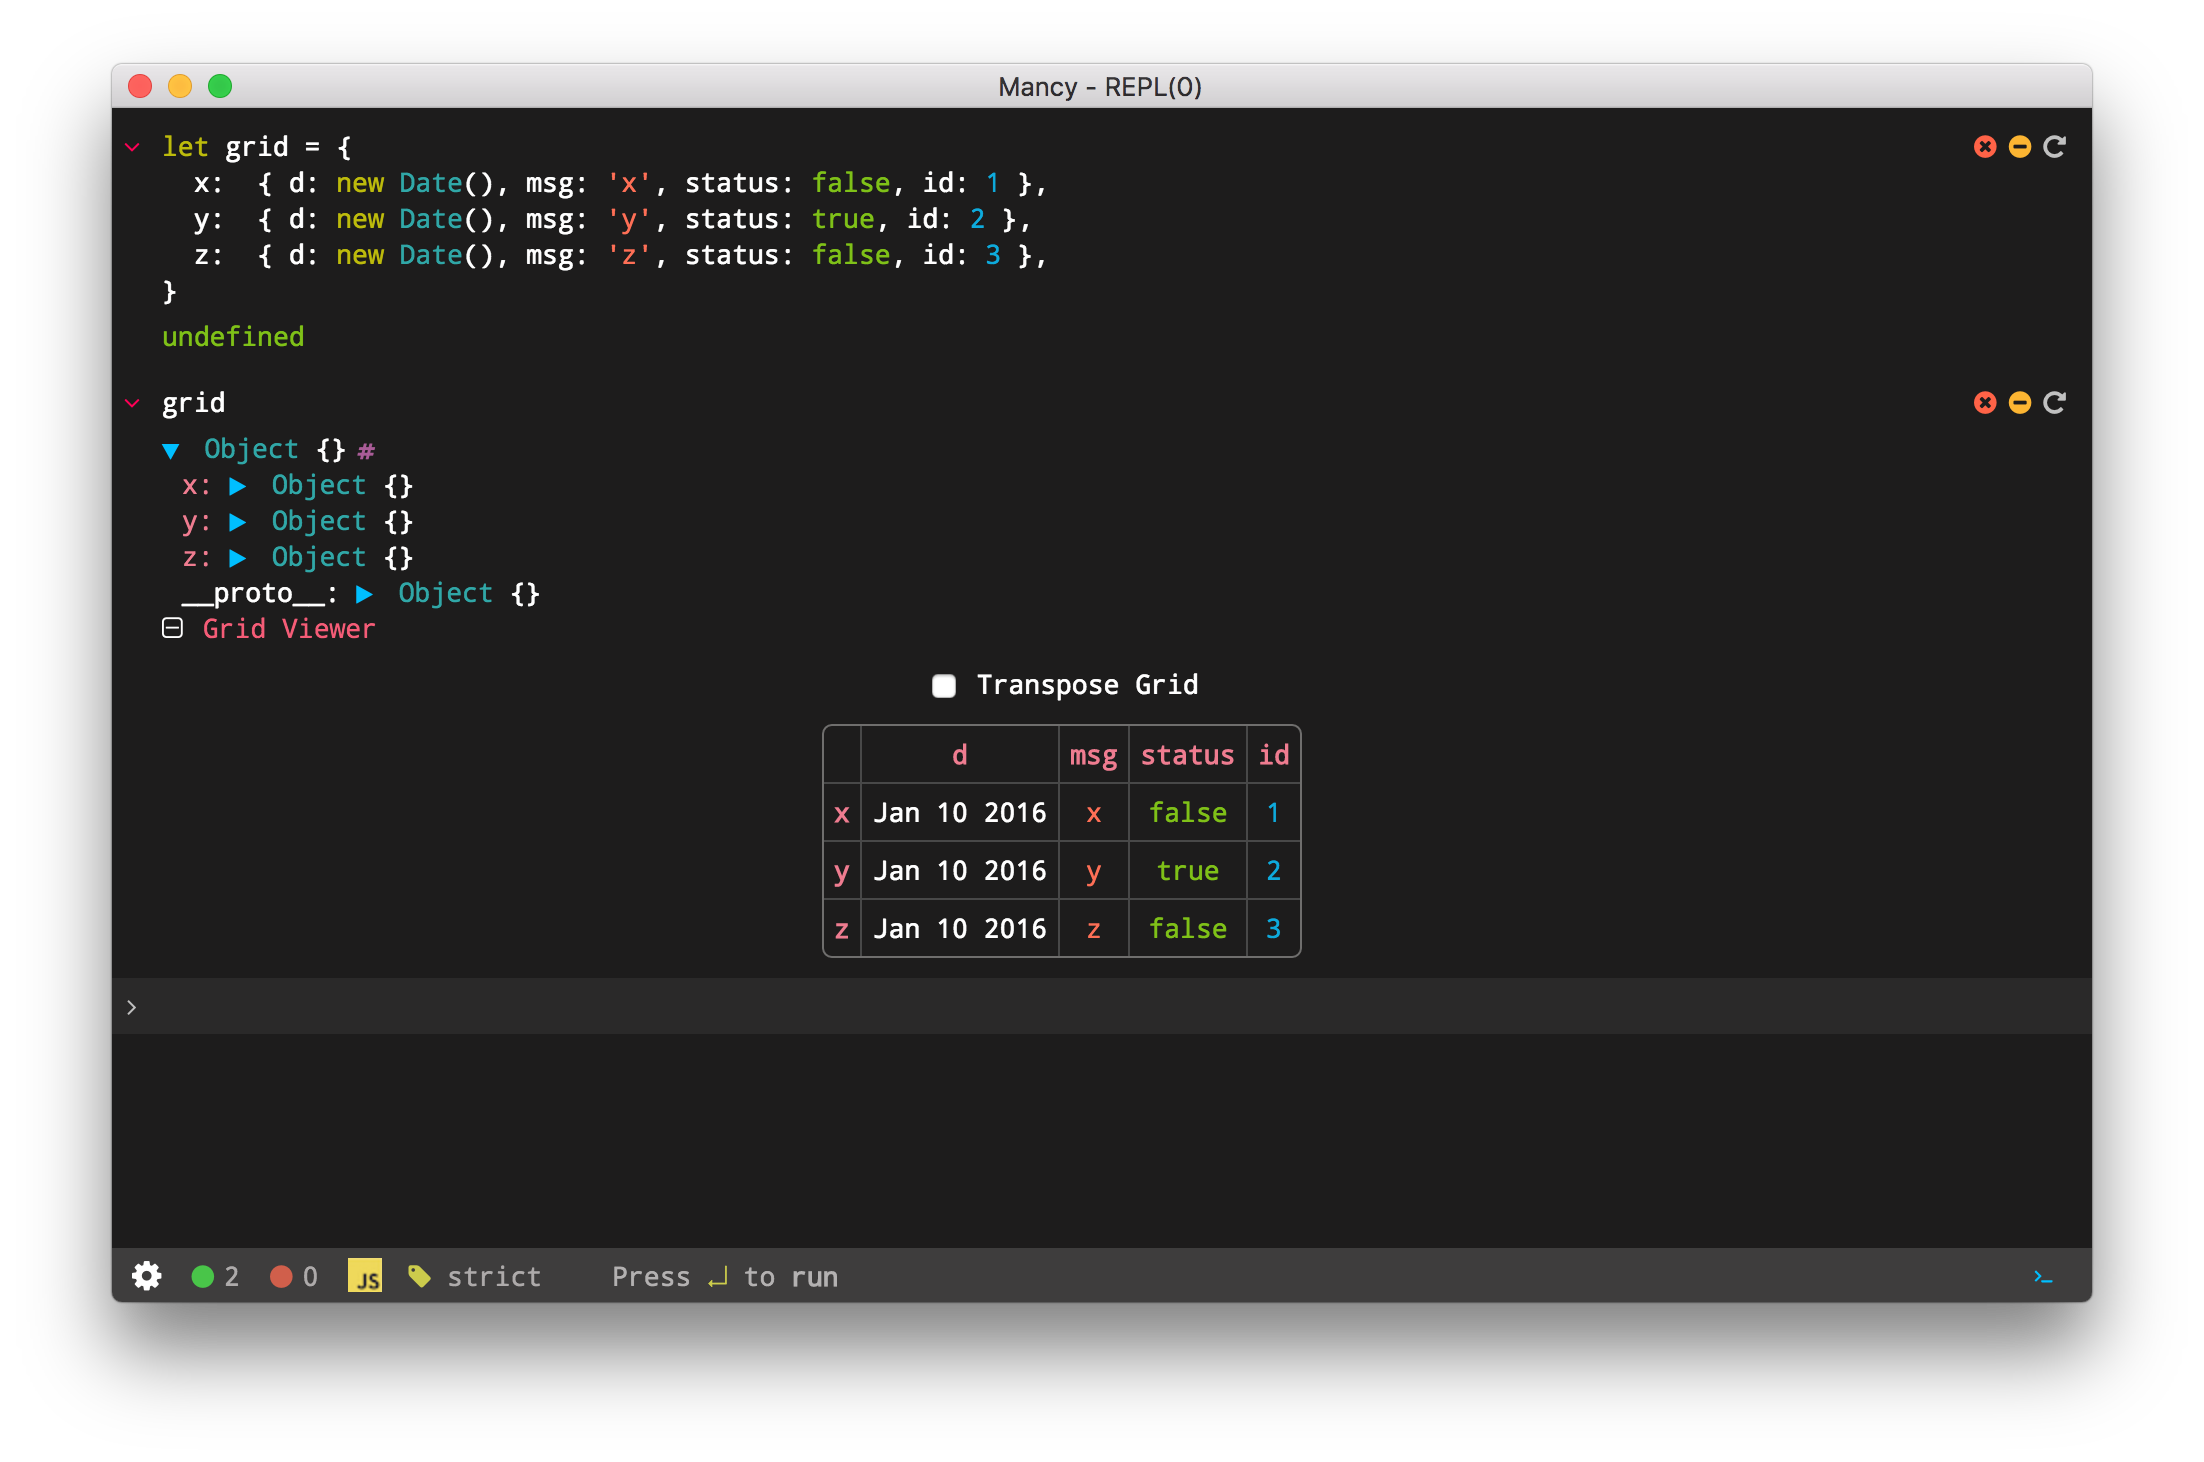 Mancy - REPL(0)
let grid = {
  x:  { d: new Date(), msg: 'x', status: false, id: 1 },
  y:  { d: new Date(), msg: 'y', status: true, id: 2 },
  z:  { d: new Date(), msg: 'z', status: false, id: 3 },
}
undefined
grid
▼ Object {} #
x: ▶ Object {}
y: ▶ Object {}
z: ▶ Object {}
__proto__: ▶ Object {}
Grid Viewer
Transpose Grid
d msg status id
x Jan 10 2016 x false 1
y Jan 10 2016 y true 2
z Jan 10 2016 z false 3
>
2 0 JS strict Press ↵ to run >_